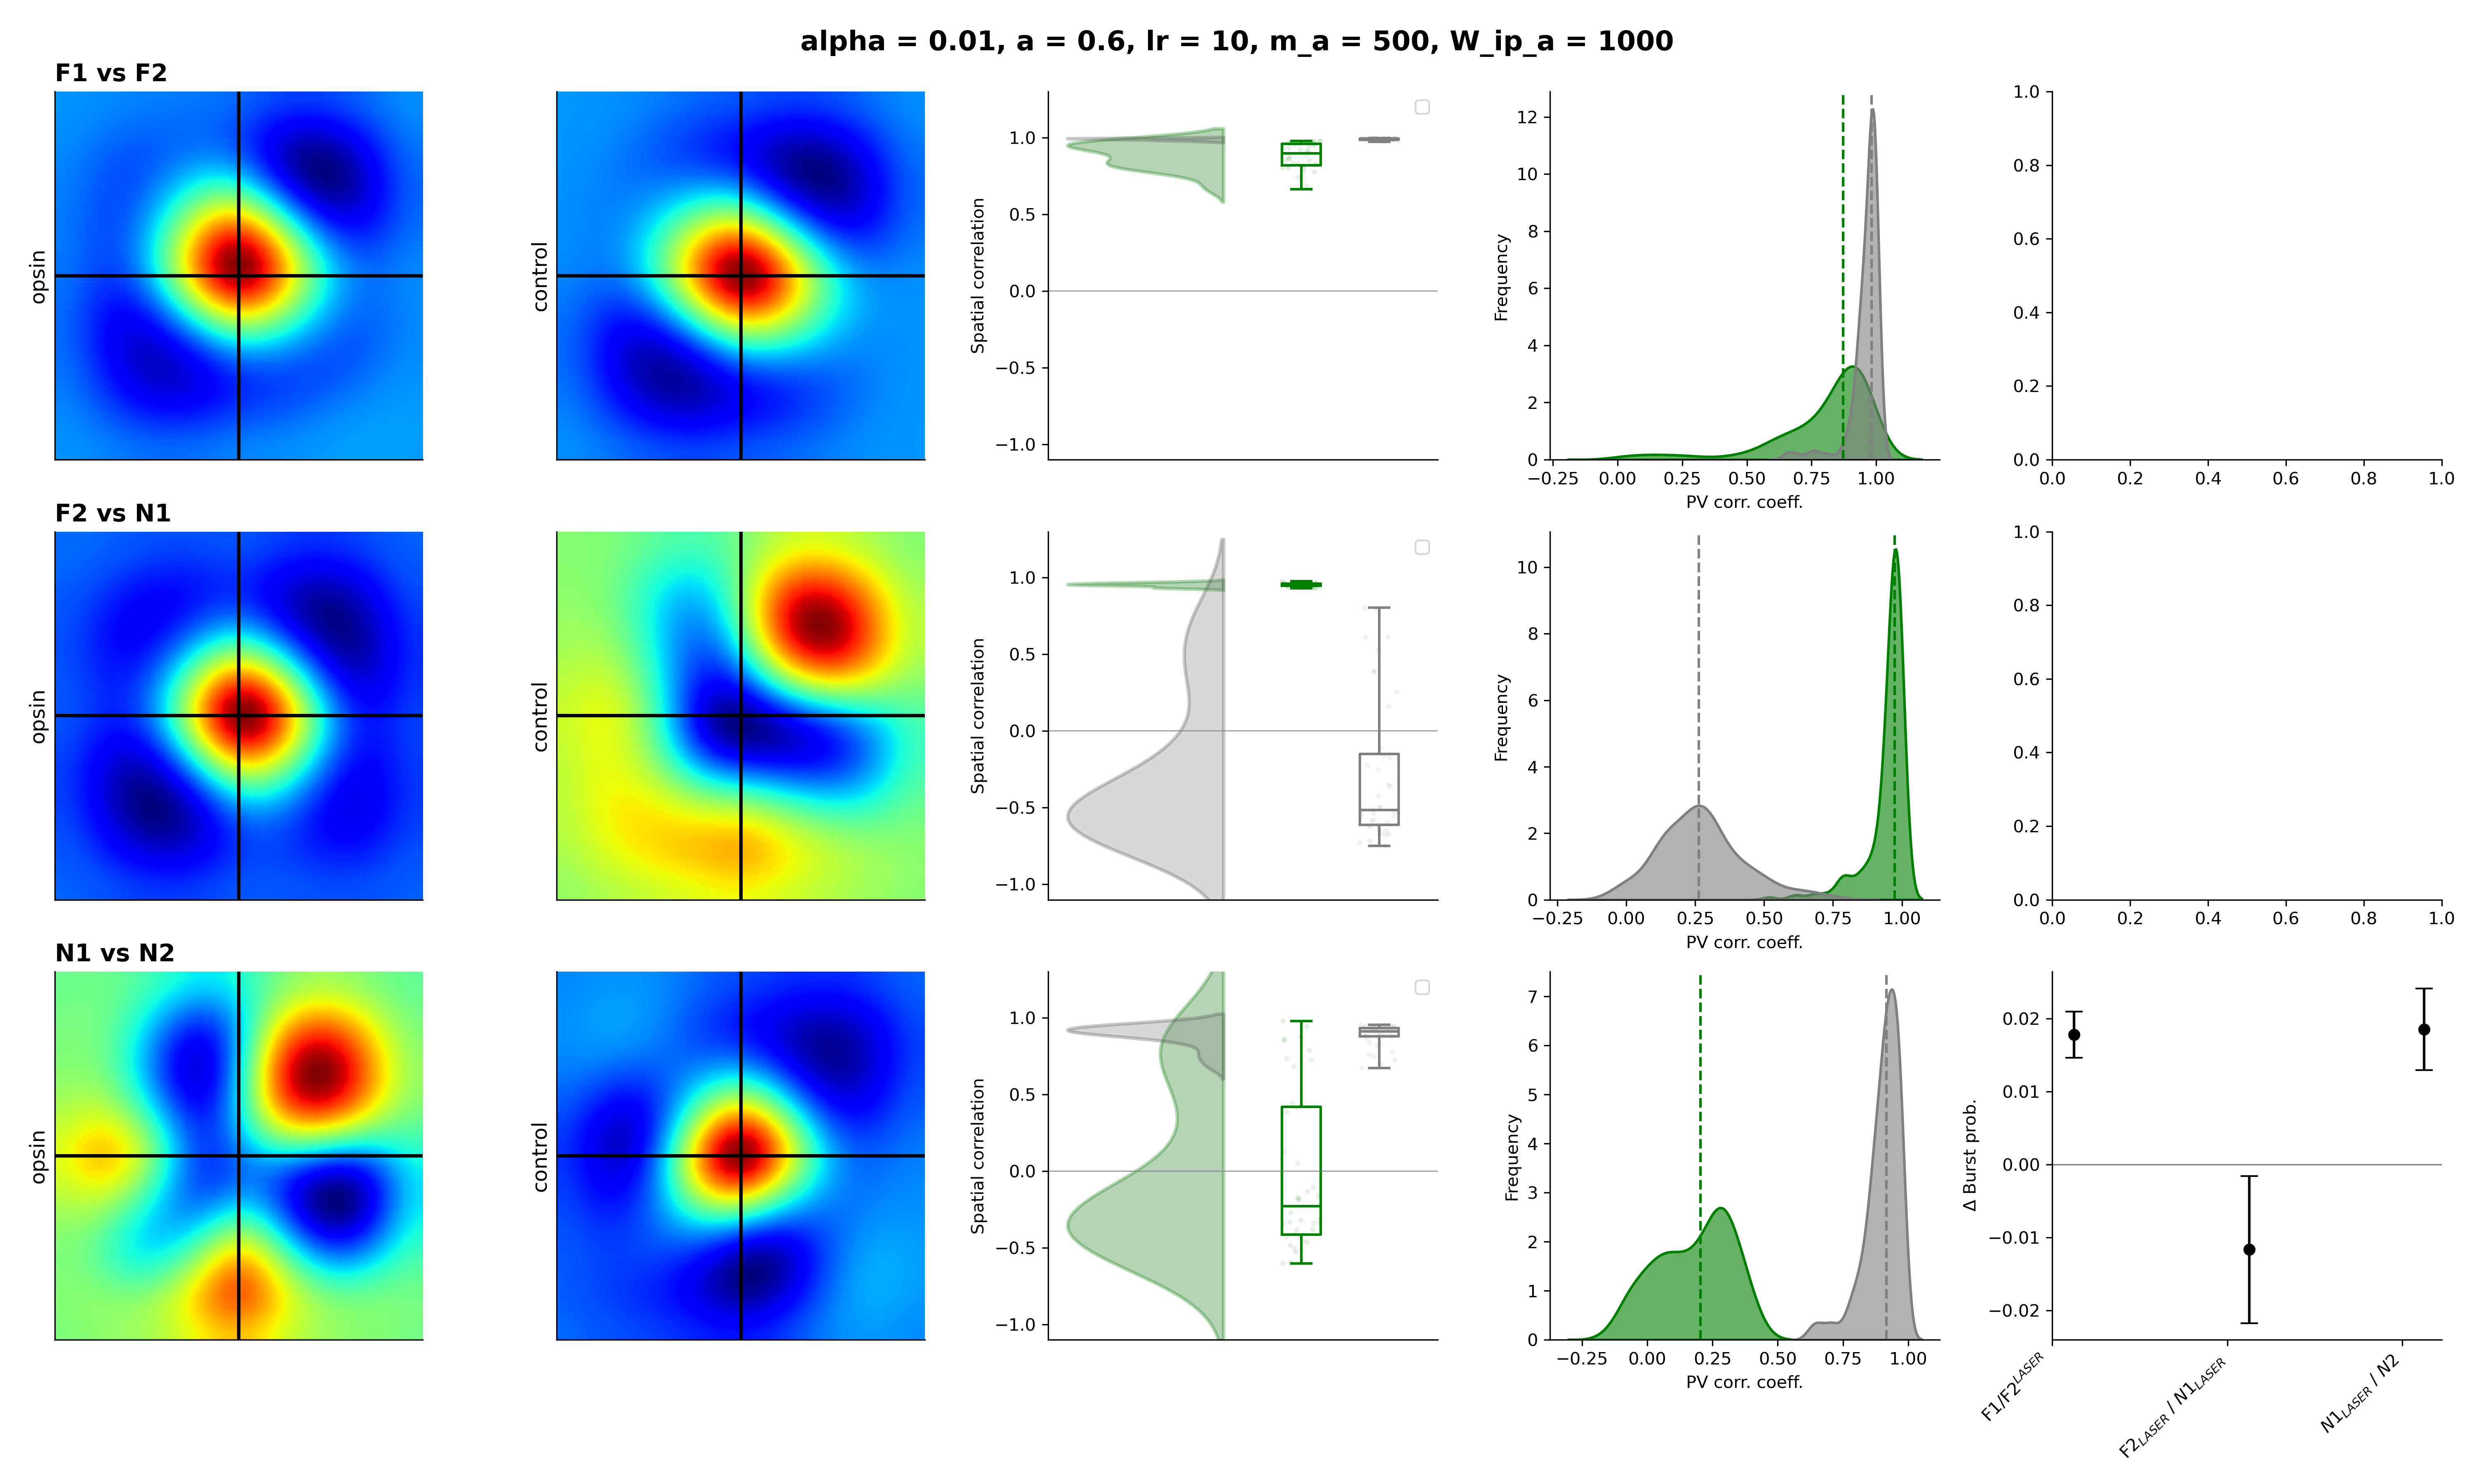 alpha = 0.01, a = 0.6, lr = 10, m_a = 500, W_ip_a = 1000
F1 vs F2
opsin
control
Spatial correlation
1.0
0.5
0.0
−0.5
−1.0
Frequency
12
10
8
6
4
2
0
−0.25 0.00 0.25 0.50 0.75 1.00
PV corr. coeff.
1.0
0.8
0.6
0.4
0.2
0.0
0.0 0.2 0.4 0.6 0.8 1.0
F2 vs N1
opsin
control
Spatial correlation
1.0
0.5
0.0
−0.5
−1.0
Frequency
10
8
6
4
2
0
−0.25 0.00 0.25 0.50 0.75 1.00
PV corr. coeff.
1.0
0.8
0.6
0.4
0.2
0.0
0.0 0.2 0.4 0.6 0.8 1.0
N1 vs N2
opsin
control
Spatial correlation
1.0
0.5
0.0
−0.5
−1.0
Frequency
7
6
5
4
3
2
1
0
−0.25 0.00 0.25 0.50 0.75 1.00
PV corr. coeff.
Δ Burst prob.
0.02
0.01
0.00
−0.01
−0.02
F1/F2^LASER
F2_LASER / N1_LASER
N1_LASER / N2